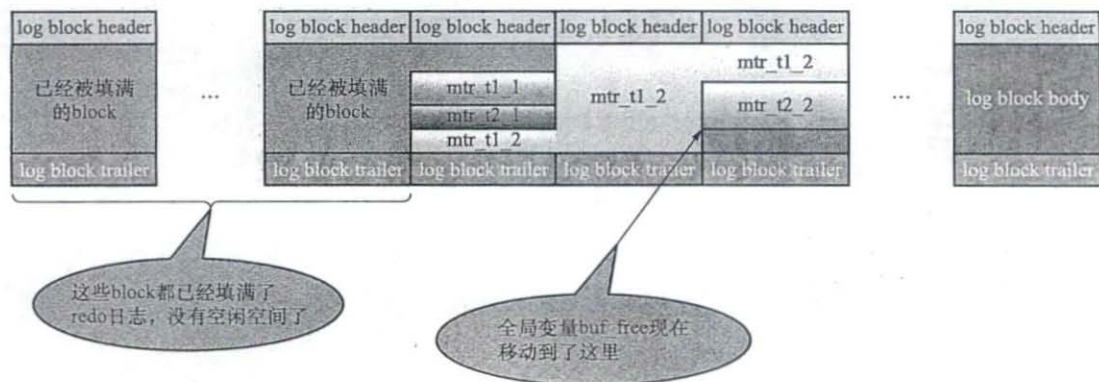 log block header
log block header
log block header
log block header
log block header
log block header
已经被填满
的block
...
已经被填满
的block
mtr_t1_1
mtr_t2_1
mtr_t1_2
mtr_t1_2
mtr_t1_2
mtr_t2_2
...
log block body
log block trailer
log block trailer
log block trailer
log block trailer
log block trailer
log block trailer
这些block都已经填满了
redo日志，没有空闲空间了
全局变量buf_free现在
移动到了这里